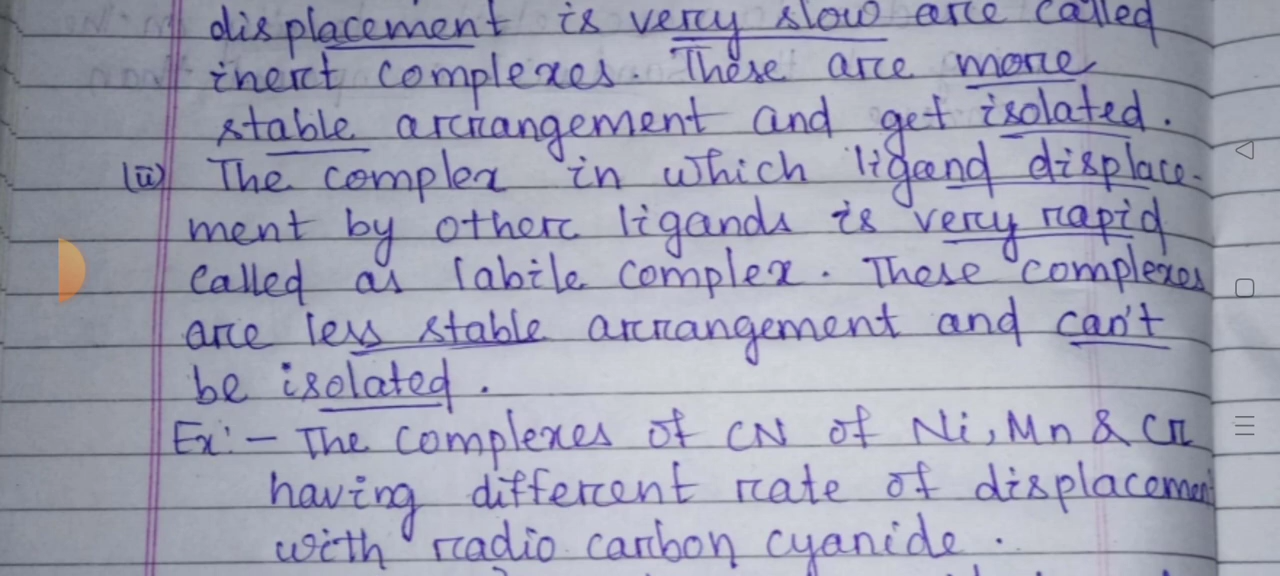 displacement is very slow are called
inert complexes. These are more
stable arrangement and get isolated.
(ii) The complex in which ligand displace-
ment by other ligands is very rapid
called as labile complex. These complexes
are less stable arrangement and can't
be isolated.
Ex:- The complexes of CN of Ni, Mn & Cr
having different rate of displacement
with radio carbon cyanide.